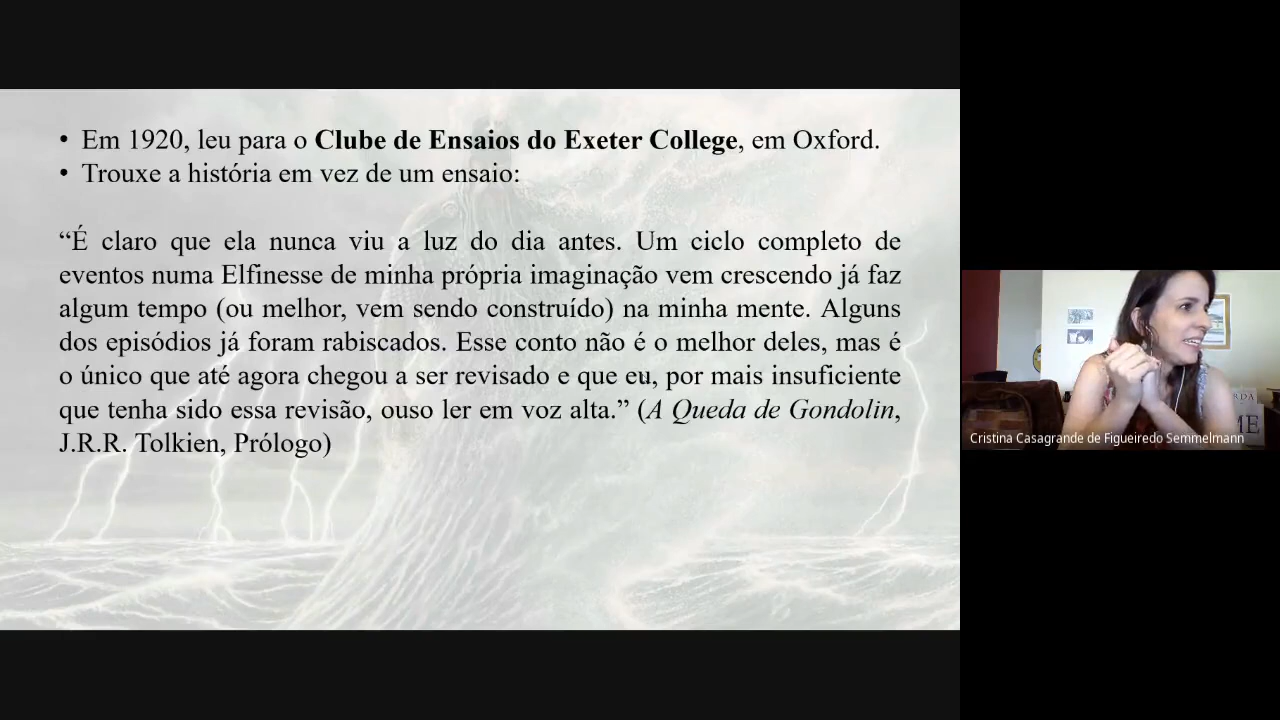 • Em 1920, leu para o Clube de Ensaios do Exeter College, em Oxford.
• Trouxe a história em vez de um ensaio:
“É claro que ela nunca viu a luz do dia antes. Um ciclo completo de
eventos numa Elfinesse de minha própria imaginação vem crescendo já faz
algum tempo (ou melhor, vem sendo construído) na minha mente. Alguns
dos episódios já foram rabiscados. Esse conto não é o melhor deles, mas é
o único que até agora chegou a ser revisado e que eu, por mais insuficiente
que tenha sido essa revisão, ouso ler em voz alta.” (A Queda de Gondolin,
J.R.R. Tolkien, Prólogo)
Cristina Casagrande de Figueiredo Semmelmann